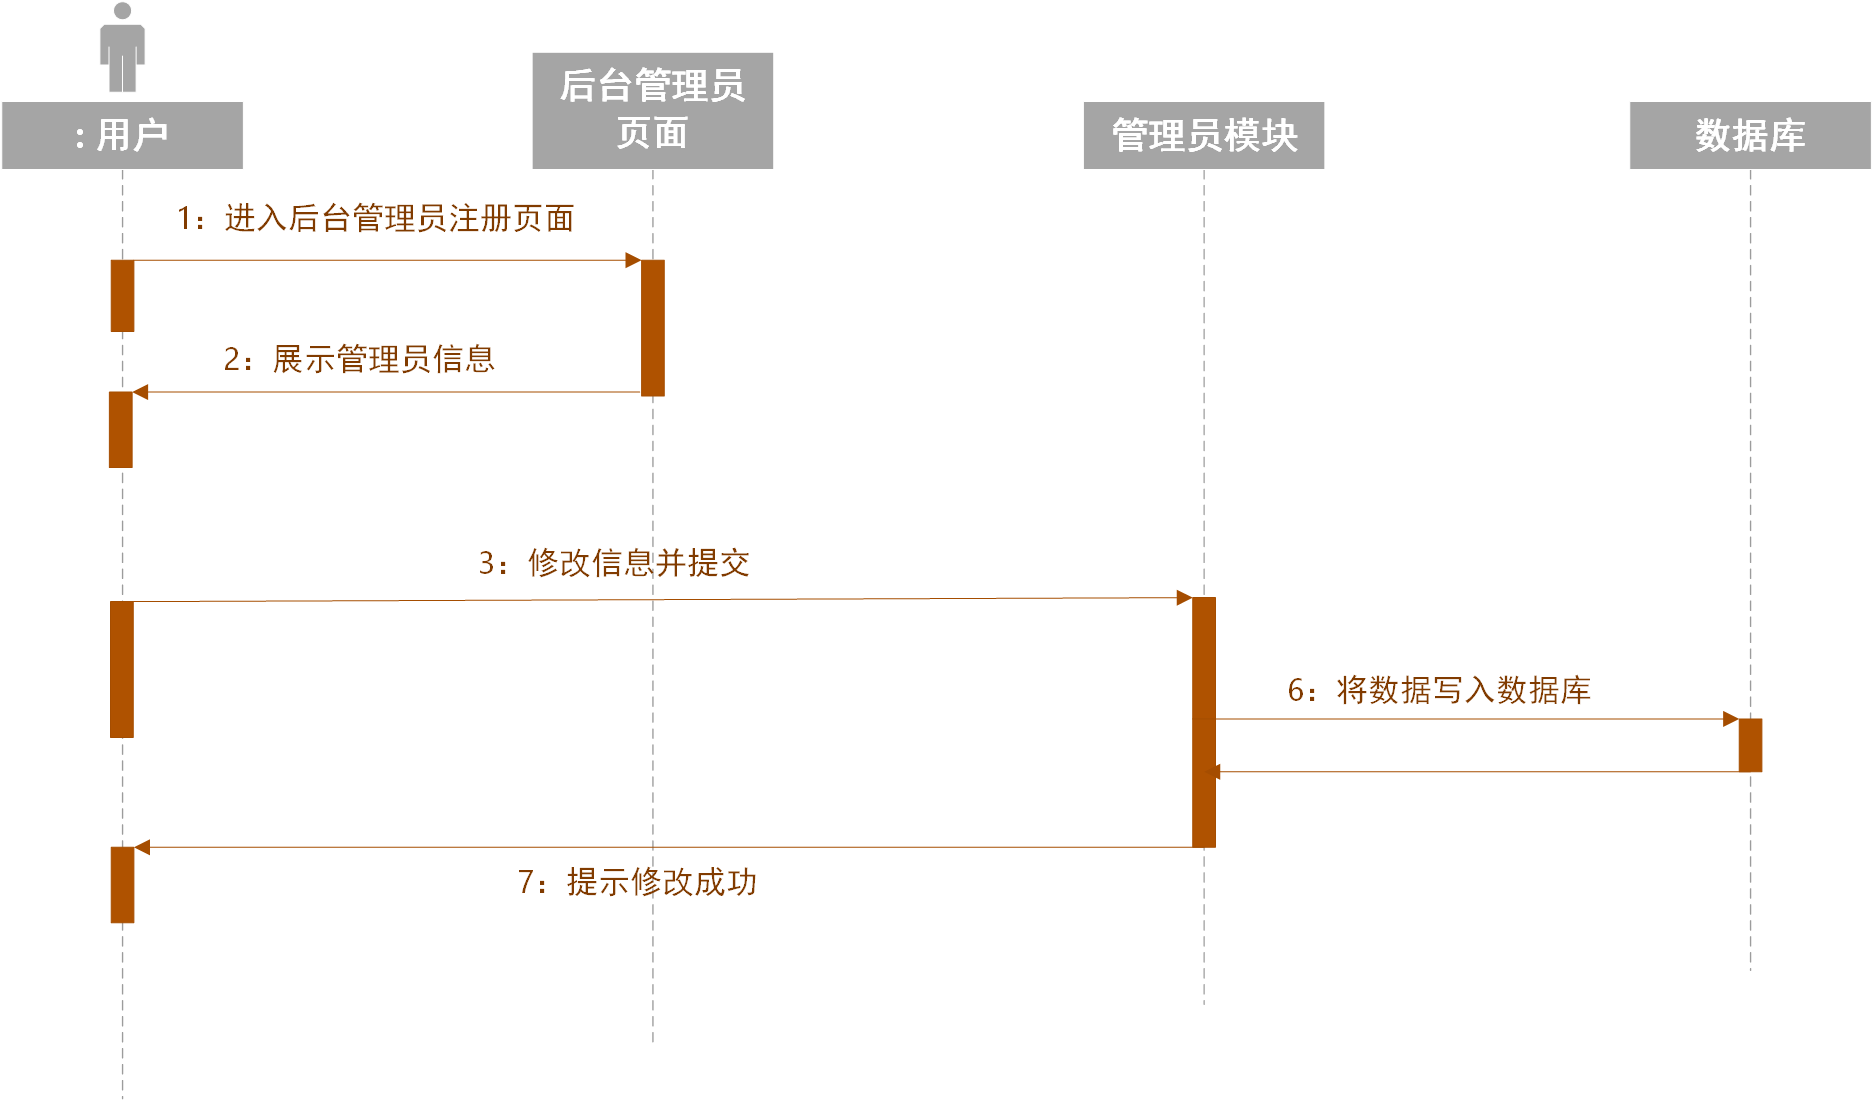 : 用户
后台管理员
页面
管理员模块
数据库
1：进入后台管理员注册页面
2：展示管理员信息
3：修改信息并提交
6：将数据写入数据库
7：提示修改成功